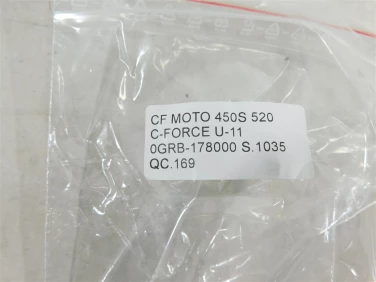 CF MOTO 450S 520
C-FORCE U-11
0GRB-178000 S.1035
QC.169